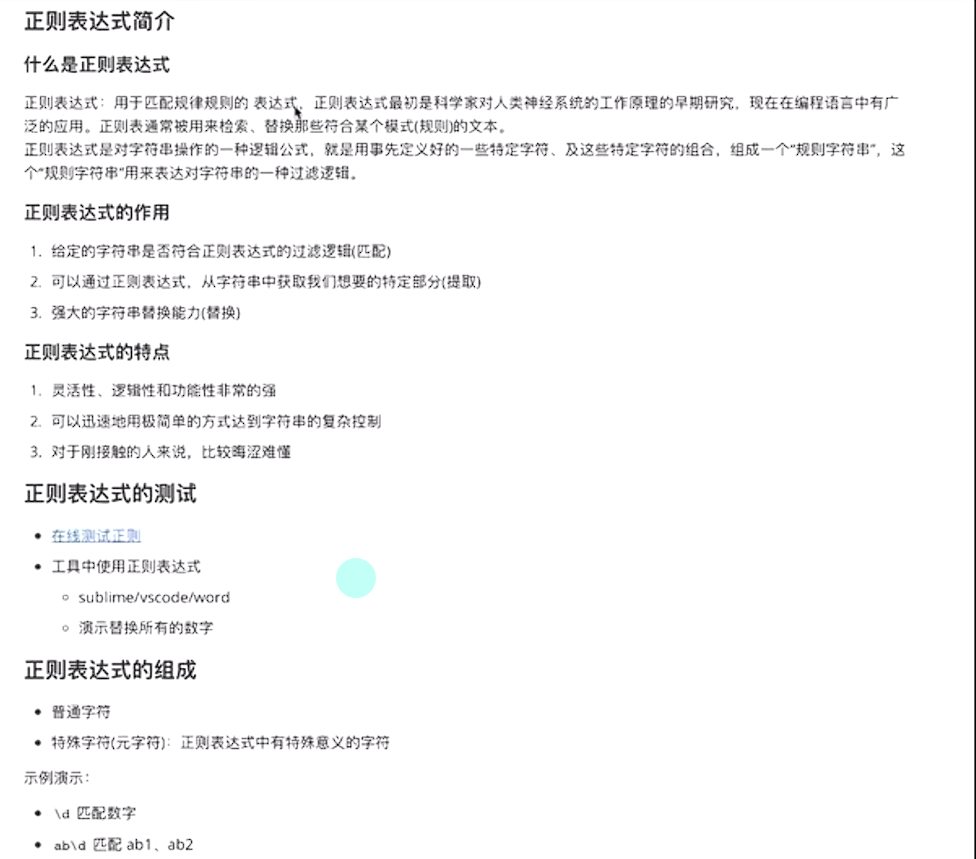 正则表达式简介
什么是正则表达式
正则表达式：用于匹配规律规则的 表达式，正则表达式最初是科学家对人类神经系统的工作原理的早期研究，现在在编程语言中有广
泛的应用。正则表通常被用来检索、替换那些符合某个模式(规则)的文本。
正则表达式是对字符串操作的一种逻辑公式，就是用事先定义好的一些特定字符、及这些特定字符的组合，组成一个“规则字符串”，这
个“规则字符串”用来表达对字符串的一种过滤逻辑。
正则表达式的作用
1. 给定的字符串是否符合正则表达式的过滤逻辑(匹配)
2. 可以通过正则表达式，从字符串中获取我们想要的特定部分(提取)
3. 强大的字符串替换能力(替换)
正则表达式的特点
1. 灵活性、逻辑性和功能性非常的强
2. 可以迅速地用极简单的方式达到字符串的复杂控制
3. 对于刚接触的人来说，比较晦涩难懂
正则表达式的测试
• 在线测试正则
• 工具中使用正则表达式
◦ sublime/vscode/word
◦ 演示替换所有的数字
正则表达式的组成
• 普通字符
• 特殊字符(元字符)：正则表达式中有特殊意义的字符
示例演示：
• \d 匹配数字
• ab\d 匹配 ab1、ab2